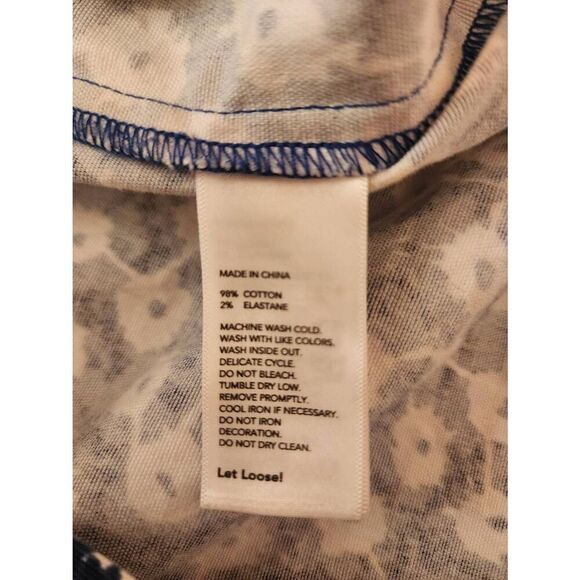 MADE IN CHINA
98% COTTON
2% ELASTANE
MACHINE WASH COLD.
WASH WITH LIKE COLORS.
WASH INSIDE OUT.
DELICATE CYCLE.
DO NOT BLEACH.
TUMBLE DRY LOW.
REMOVE PROMPTLY.
COOL IRON IF NECESSARY.
DO NOT IRON
DECORATION.
DO NOT DRY CLEAN.
Let Loose!